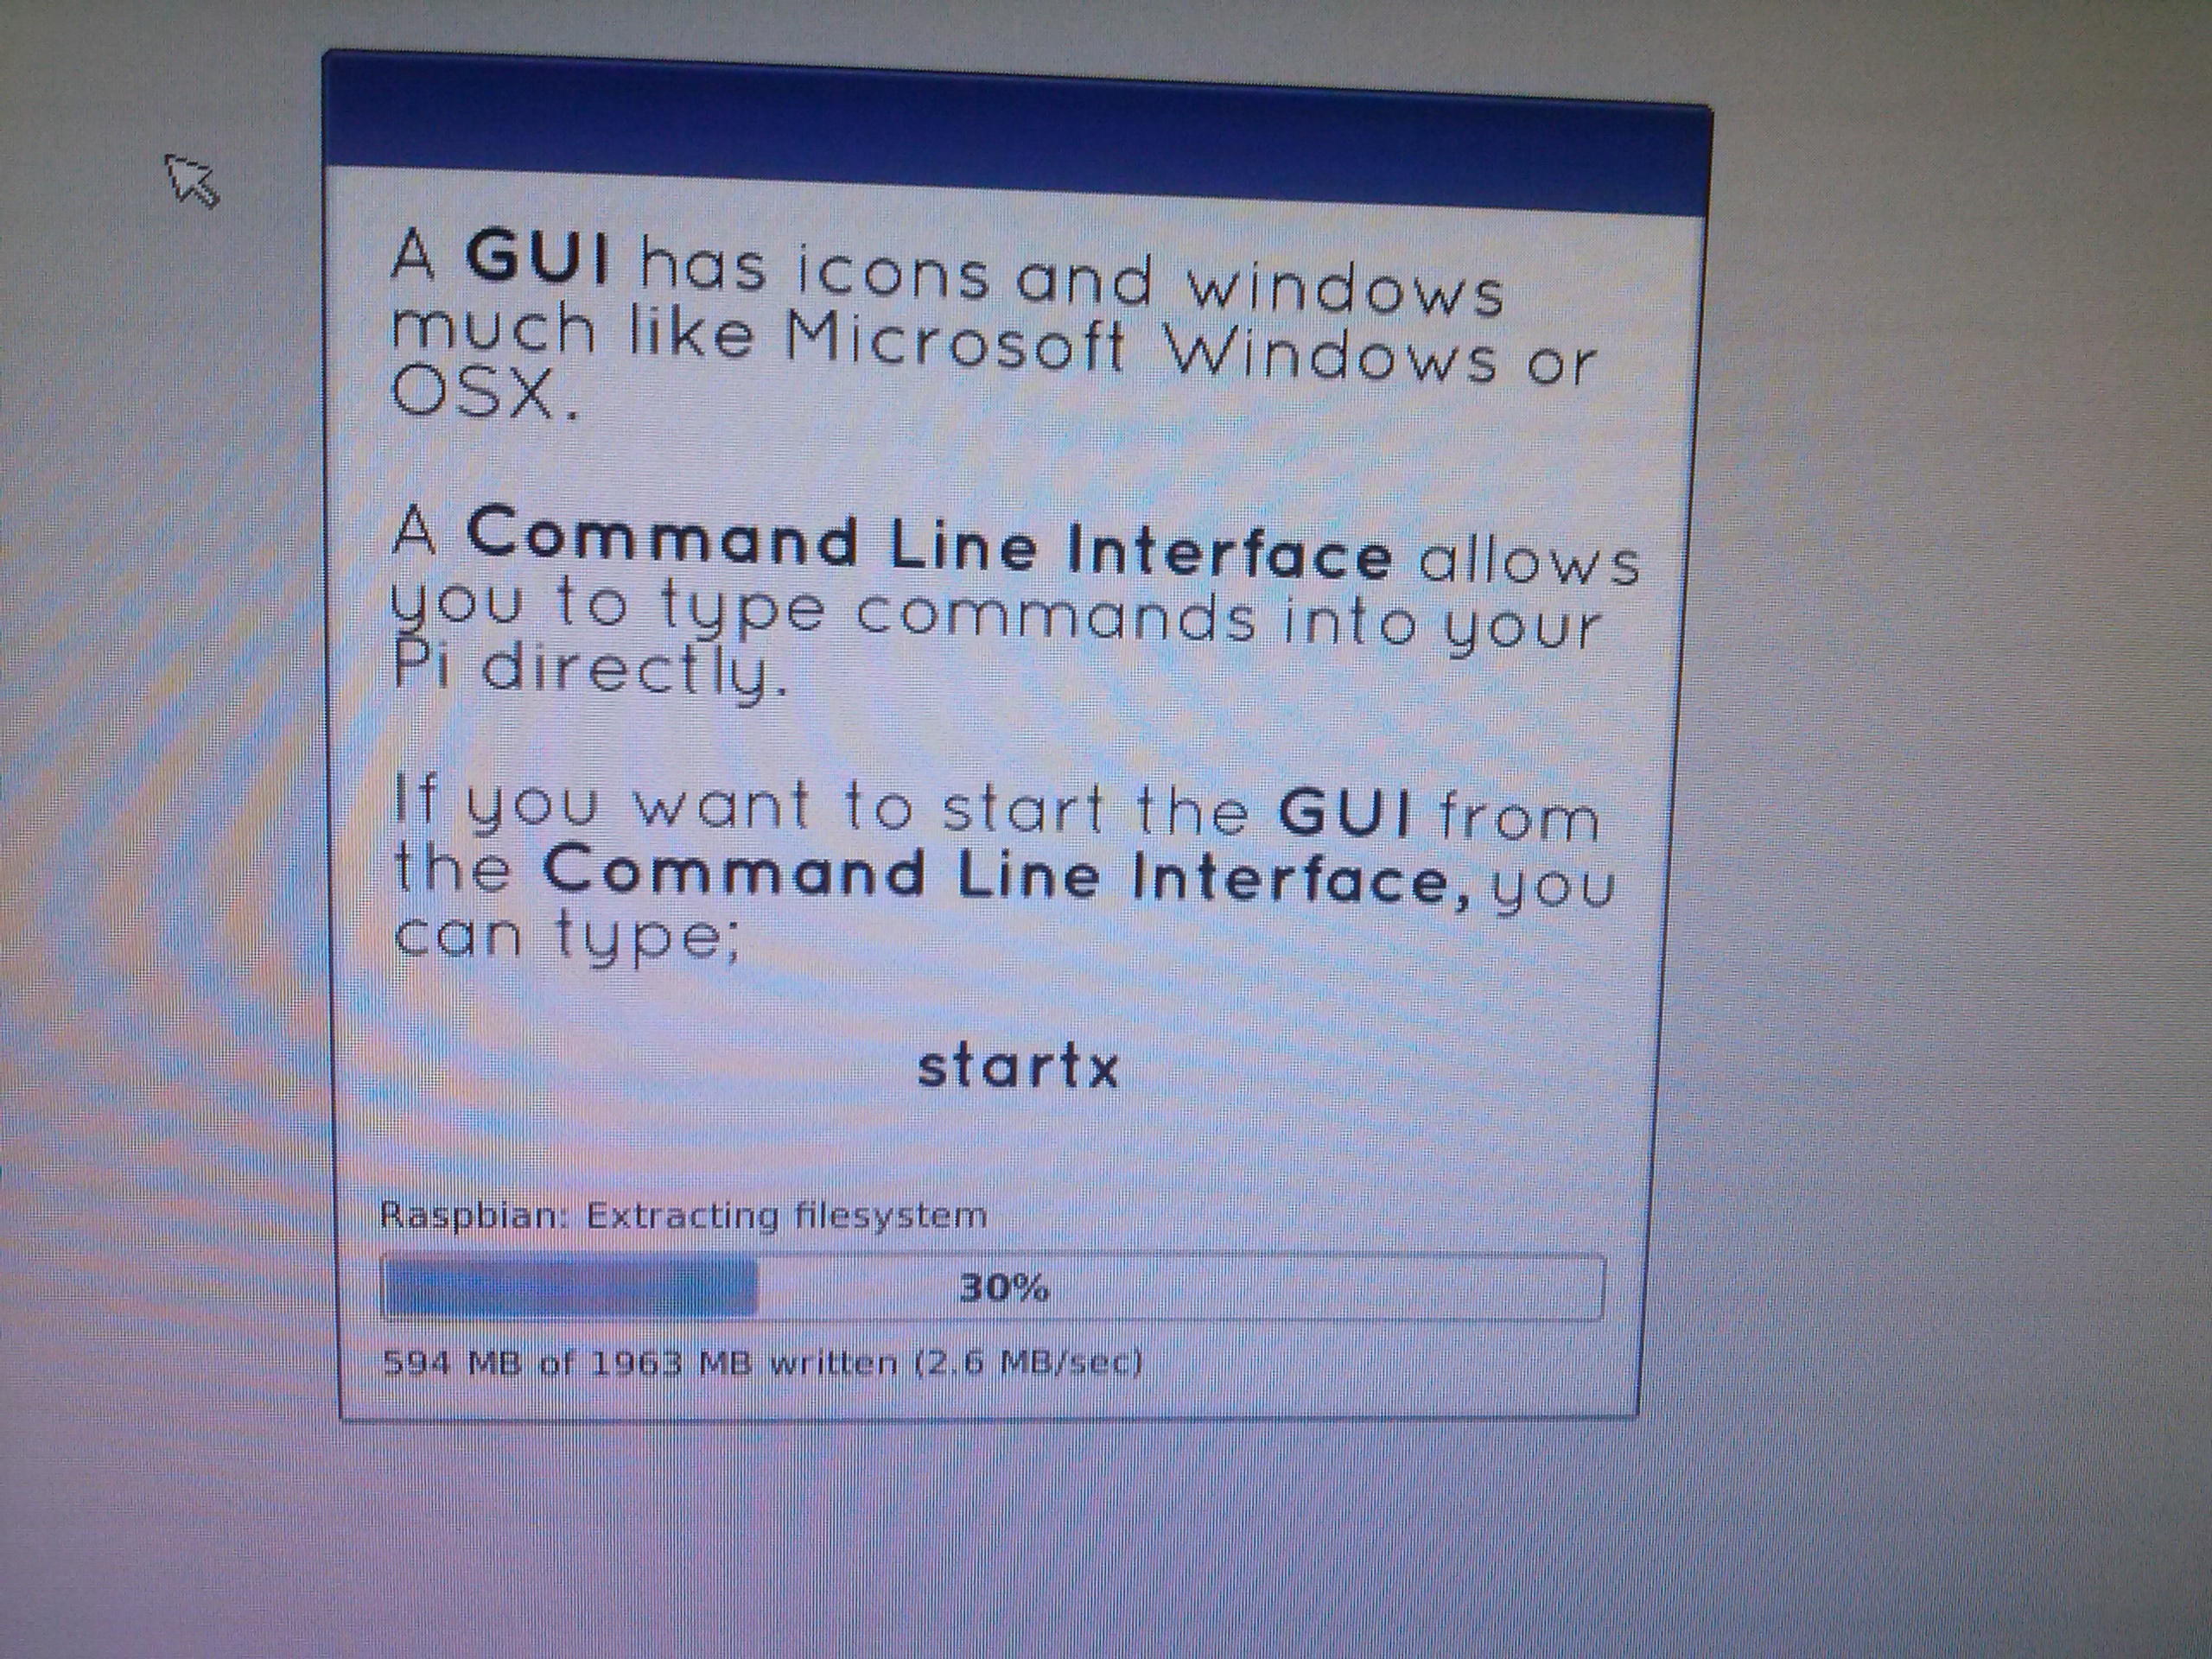 A GUI has icons and windows
much like Microsoft Windows or
OSX.
A Command Line Interface allows
you to type commands into your
Pi directly.
If you want to start the GUI from
the Command Line Interface, you
can type;
startx
Raspbian: Extracting filesystem
30%
594 MB of 1963 MB written (2.6 MB/sec)